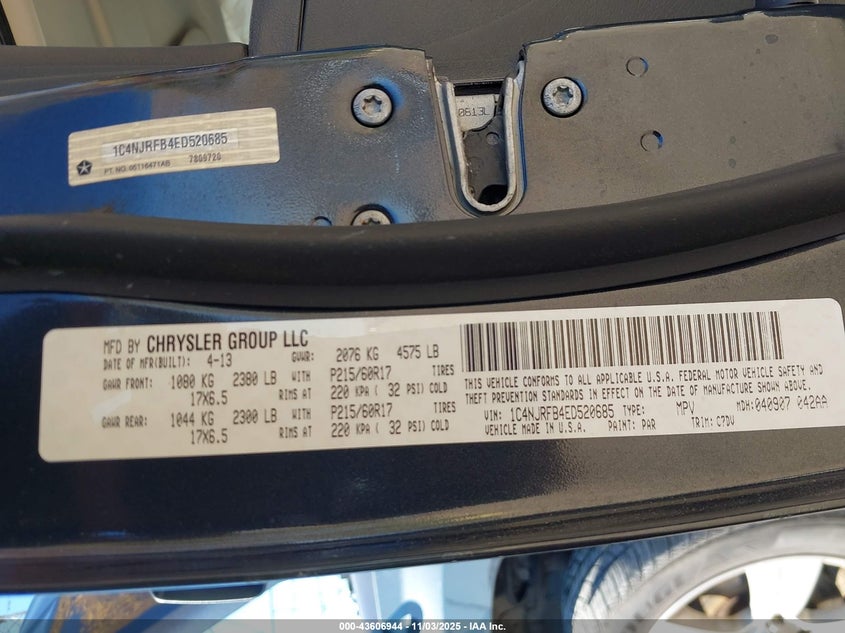 1C4NJRFB4ED520685
7809720
PT. NO. 05116471AB
0613L
MFD BY CHRYSLER GROUP LLC
DATE OF MFR(BUILT): 4-13 GVWR: 2076 KG 4575 LB
GAWR FRONT: 1080 KG 2380 LB WITH P215/60R17 TIRES
17X6.5 RIMS AT 220 KPA ( 32 PSI) COLD
GAWR REAR: 1044 KG 2300 LB WITH P215/60R17 TIRES
17X6.5 RIMS AT 220 KPA ( 32 PSI) COLD
THIS VEHICLE CONFORMS TO ALL APPLICABLE U.S.A. FEDERAL MOTOR VEHICLE SAFETY AND
THEFT PREVENTION STANDARDS IN EFFECT ON THE DATE OF MANUFACTURE SHOWN ABOVE.
VIN: 1C4NJRFB4ED520685 TYPE: MPV MDH:040907 042AA
VEHICLE MADE IN U.S.A. PAINT: PAR TRIM: C7DV
000-43606944 - 11/03/2025 - IAA Inc.